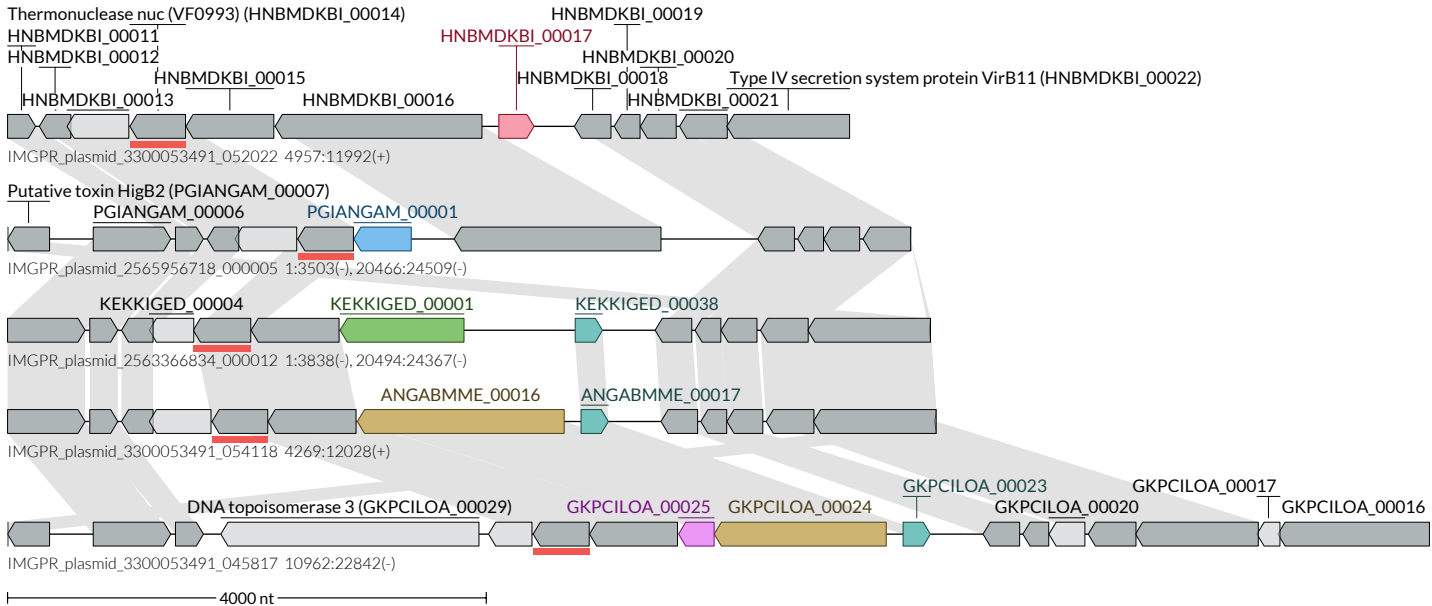 Thermonuclease nuc (VF0993) (HNBMDKBI_00014) HNBMDKBI_00019
HNBMDKBI_00011 HNBMDKBI_00017
HNBMDKBI_00012 HNBMDKBI_00020
HNBMDKBI_00015 HNBMDKBI_00018 Type IV secretion system protein VirB11 (HNBMDKBI_00022)
HNBMDKBI_00013 HNBMDKBI_00016 HNBMDKBI_00021
IMGPR_plasmid_3300053491_052022 4957:11992(+)
Putative toxin HigB2 (PGIANGAM_00007)
PGIANGAM_00006 PGIANGAM_00001
IMGPR_plasmid_2565956718_000005 1:3503(-), 20466:24509(-)
KEKKIGED_00004 KEKKIGED_00001 KEKKIGED_00038
IMGPR_plasmid_2563366834_000012 1:3838(-), 20494:24367(-)
ANGABMME_00016 ANGABMME_00017
IMGPR_plasmid_3300053491_054118 4269:12028(+)
GKPCILOA_00023 GKPCILOA_00017
DNA topoisomerase 3 (GKPCILOA_00029) GKPCILOA_00025 GKPCILOA_00024 GKPCILOA_00020 GKPCILOA_00016
IMGPR_plasmid_3300053491_045817 10962:22842(-)
4000 nt